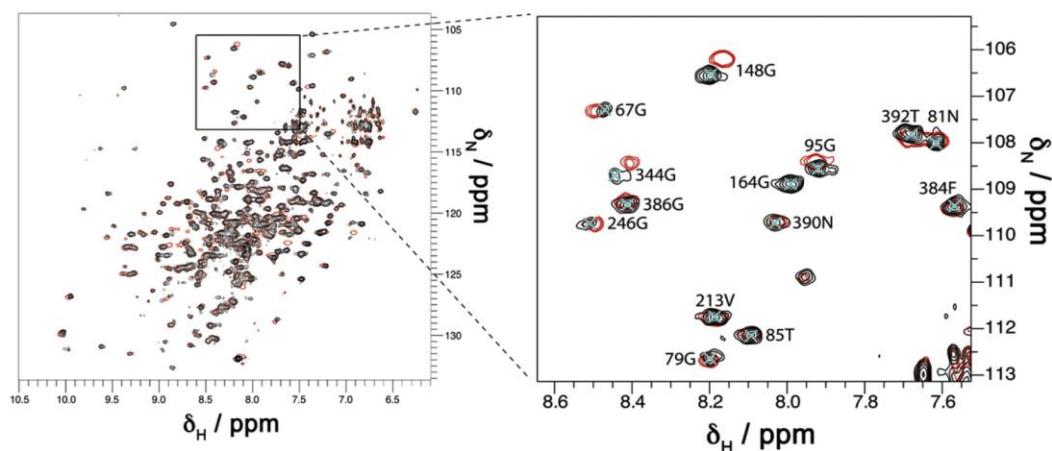 105
110
115
120
125
130
δN / ppm
10.5 10.0 9.5 9.0 8.5 8.0 7.5 7.0 6.5
δH / ppm
106
107
108
109
110
111
112
113
δN / ppm
148G
67G
392T 81N
95G
344G
164G
384F
386G
246G
390N
213V
85T
79G
8.6 8.4 8.2 8.0 7.8 7.6
δH / ppm